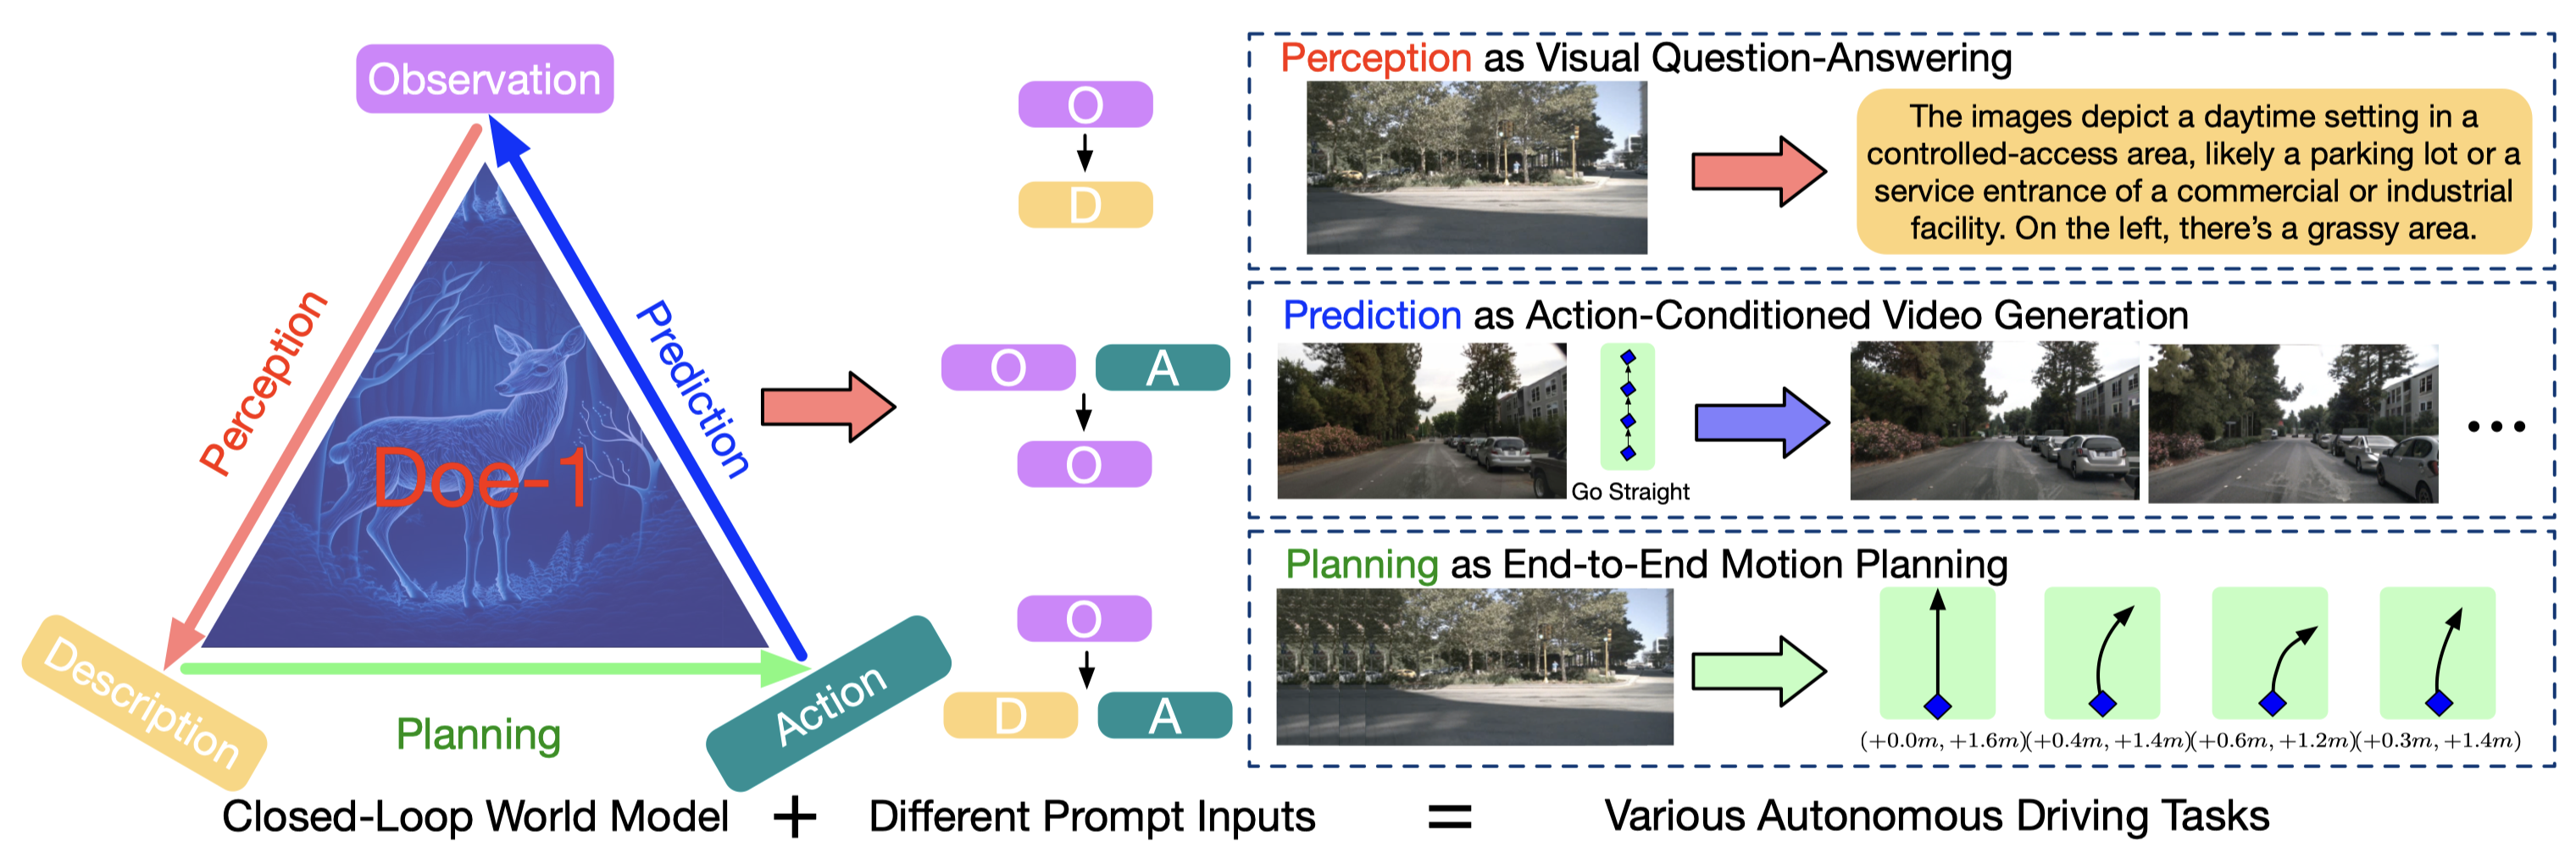 Observation
Perception
Prediction
Doe-1
Description
Planning
Action
Closed-Loop World Model
+
O
D
O A
O
O
D A
Different Prompt Inputs
=
Perception as Visual Question-Answering
The images depict a daytime setting in a
controlled-access area, likely a parking lot or a
service entrance of a commercial or industrial
facility. On the left, there's a grassy area.
Prediction as Action-Conditioned Video Generation
Go Straight
...
Planning as End-to-End Motion Planning
(+0.0m, +1.6m)(+0.4m, +1.4m)(+0.6m, +1.2m)(+0.3m, +1.4m)
Various Autonomous Driving Tasks